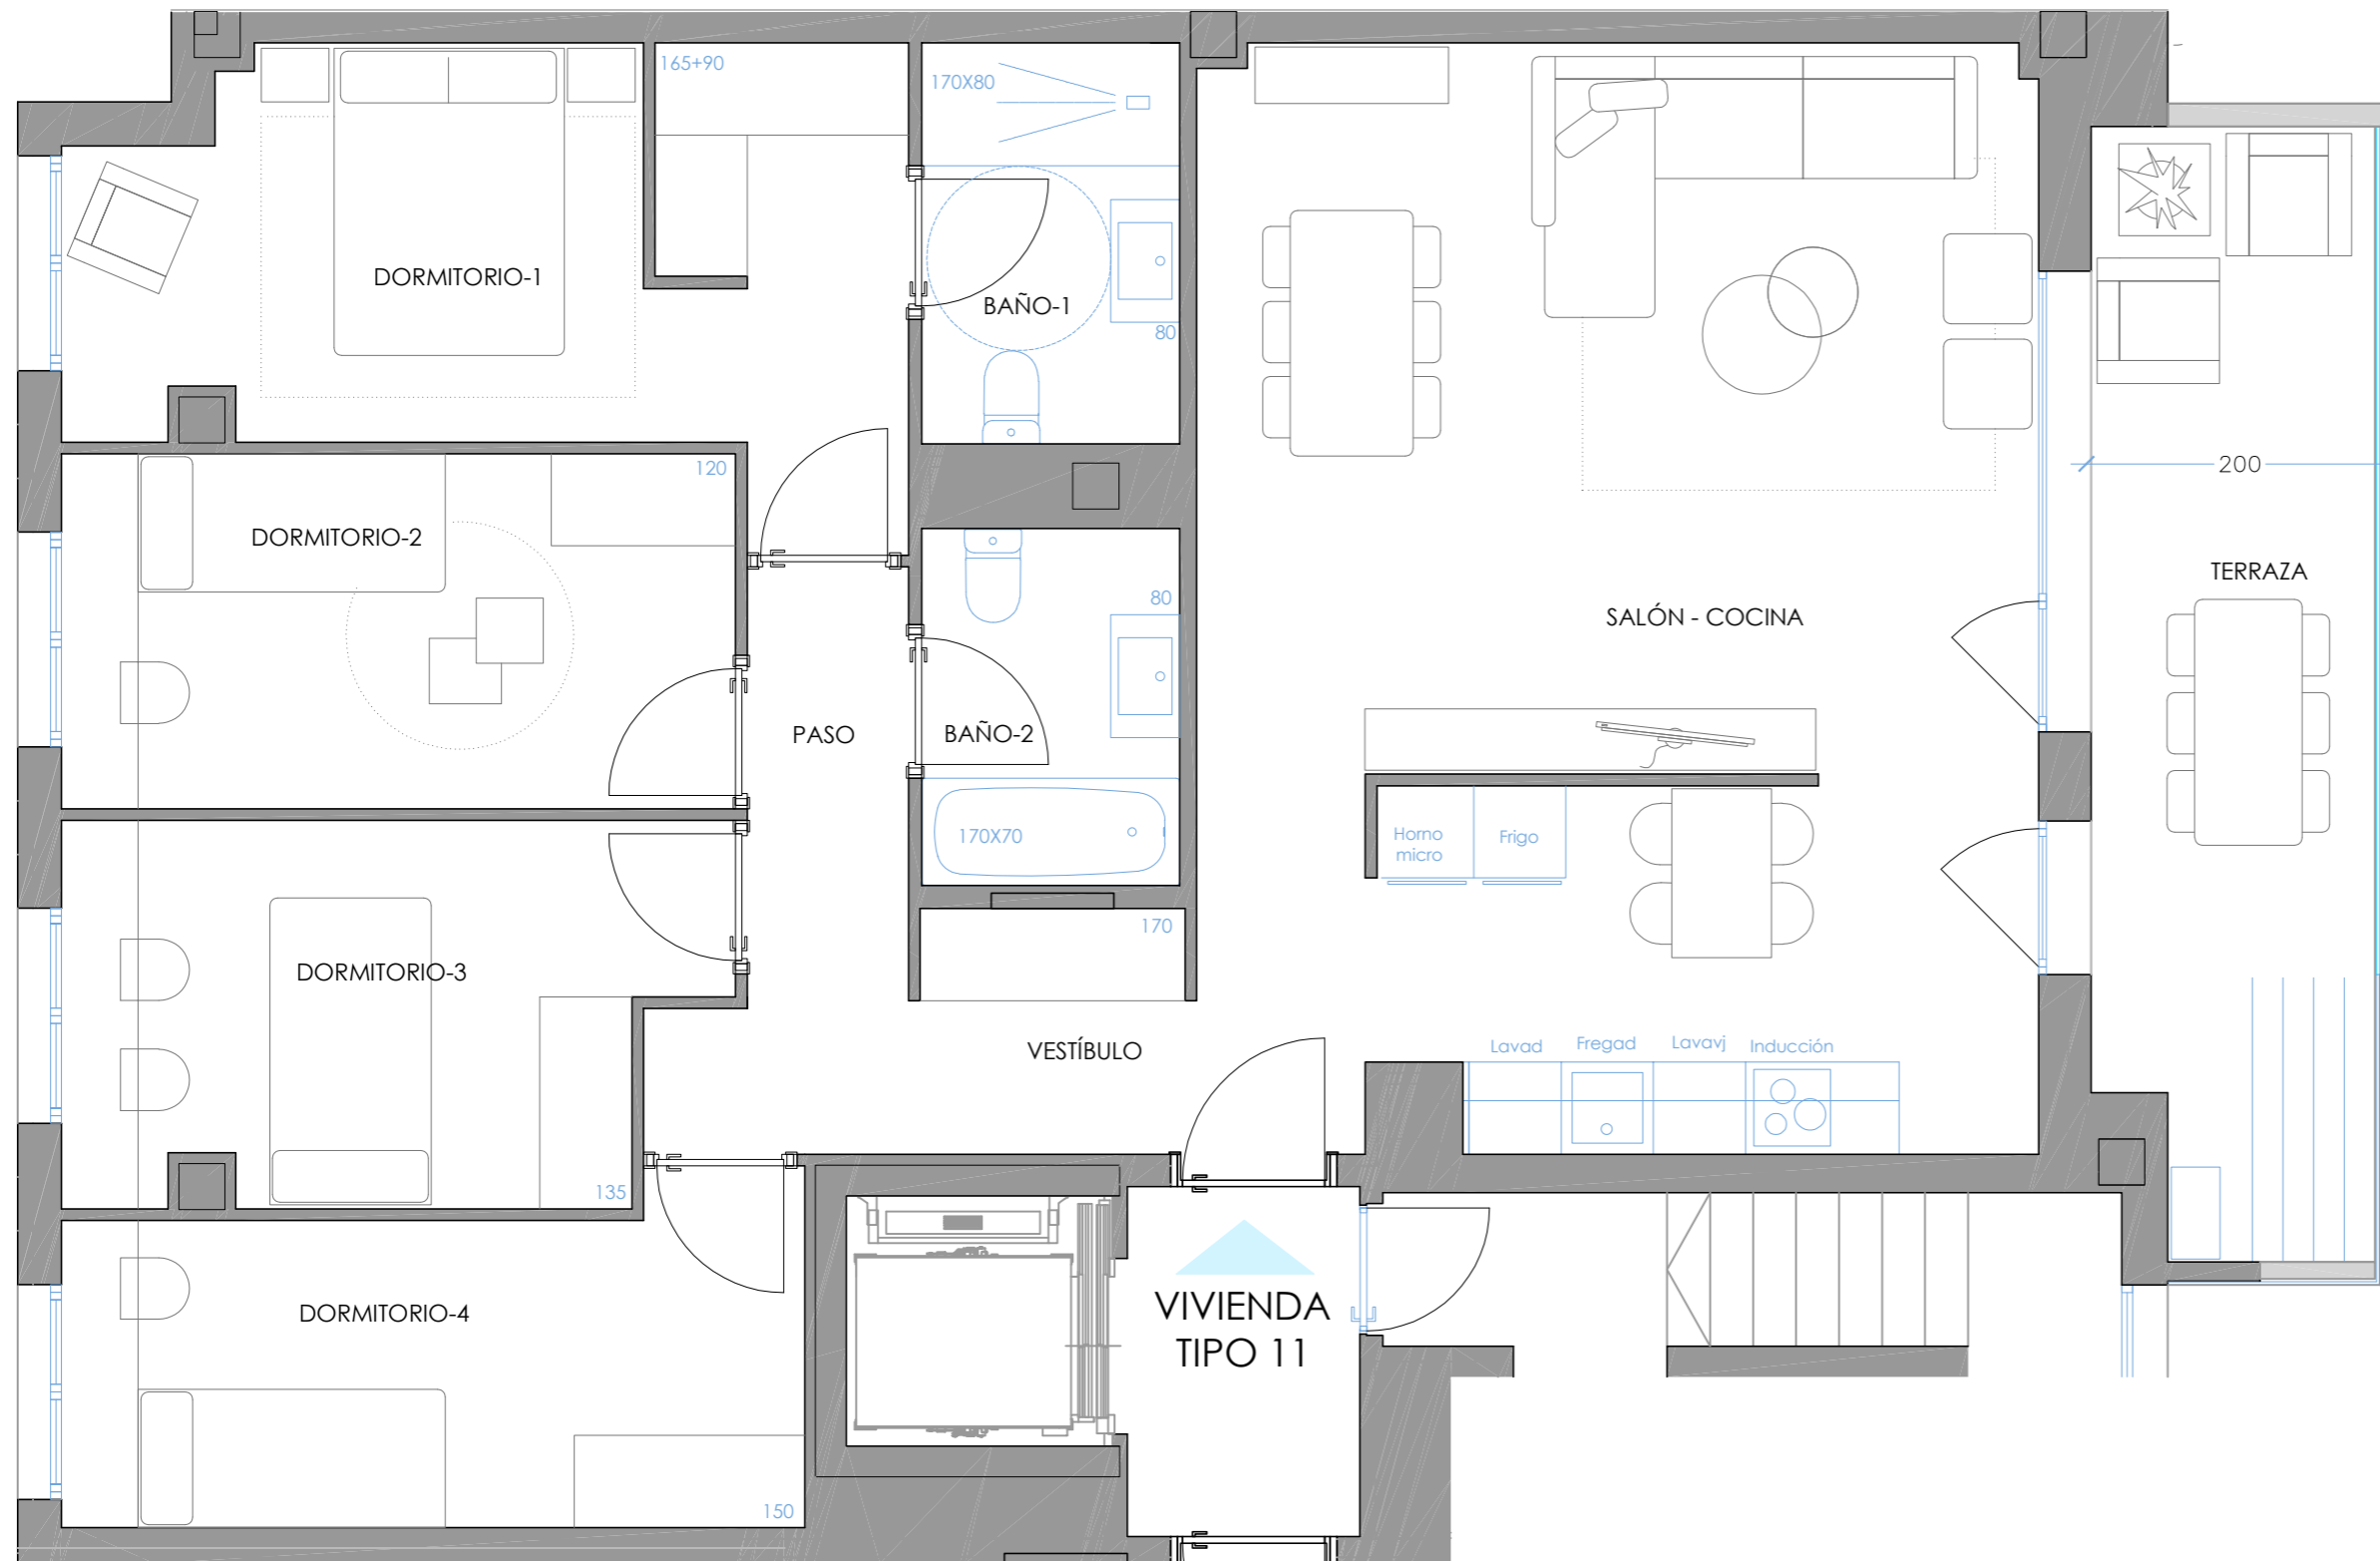 165+90
170X80
DORMITORIO-1
BAÑO-1
80
120
200
DORMITORIO-2
TERRAZA
80
SALÓN - COCINA
PASO
BAÑO-2
170X70
Horno
micro
Frigo
170
DORMITORIO-3
VESTÍBULO
Lavad
Fregad
Lavavj
Inducción
135
DORMITORIO-4
VIVIENDA
TIPO 11
150